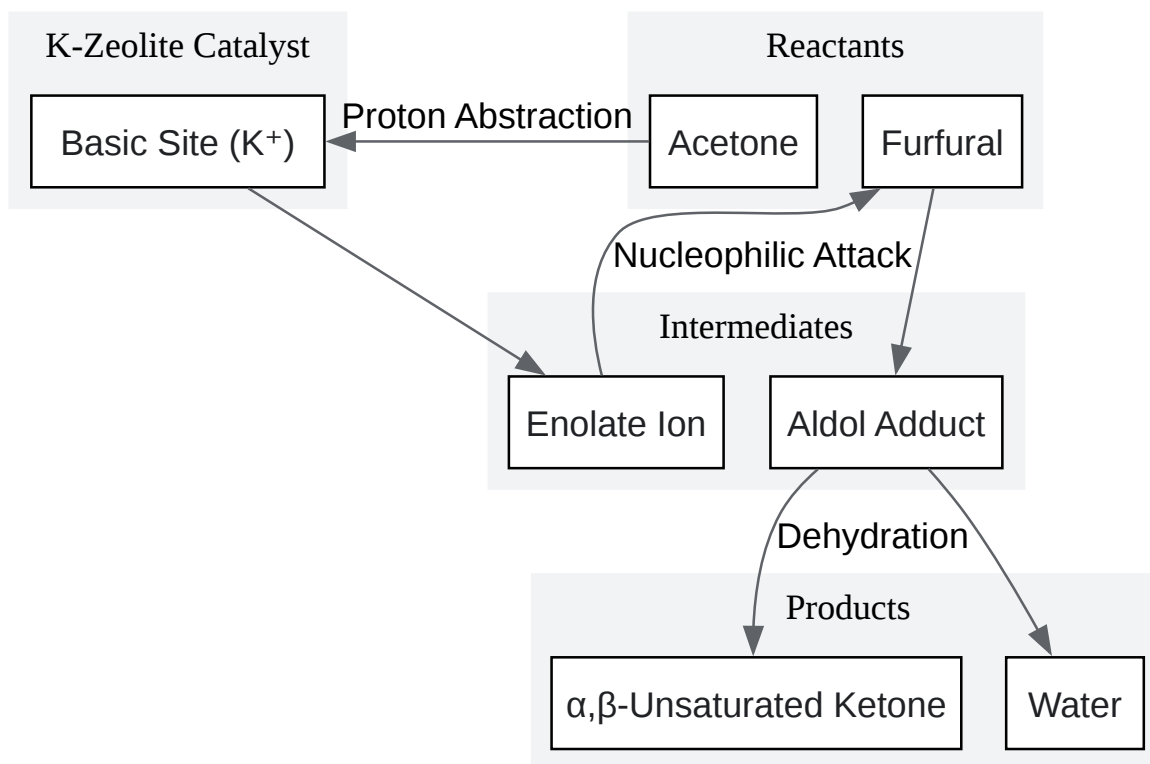 K-Zeolite Catalyst
Reactants
Basic Site (K⁺)
Proton Abstraction
Acetone
Furfural
Nucleophilic Attack
Intermediates
Enolate Ion
Aldol Adduct
Dehydration
Products
α,β-Unsaturated Ketone
Water